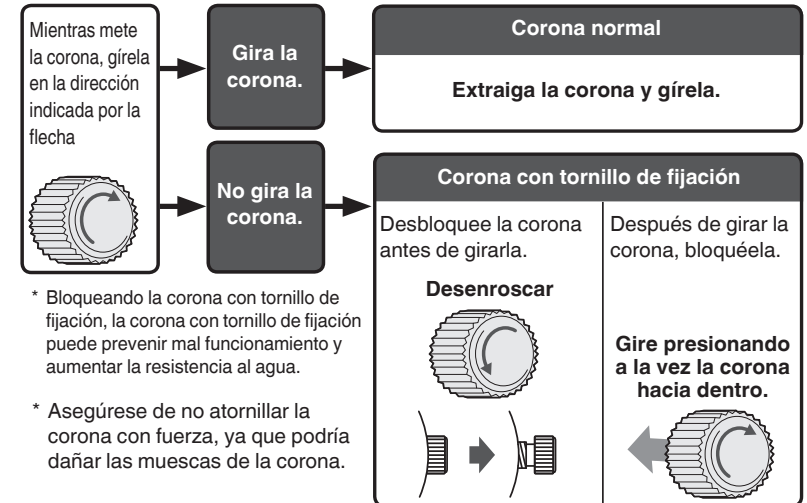 Mientras mete
la corona, gírela
en la dirección
indicada por la
flecha
Gira la
corona.
Corona normal
Extraiga la corona y gírela.
No gira la
corona.
Corona con tornillo de fijación
Desbloquee la corona
antes de girarla.
Desenroscar
Después de girar la
corona, bloquéela.
Gire presionando
a la vez la corona
hacia dentro.
* Bloqueando la corona con tornillo de
fijación, la corona con tornillo de fijación
puede prevenir mal funcionamiento y
aumentar la resistencia al agua.
* Asegúrese de no atornillar la
corona con fuerza, ya que podría
dañar las muescas de la corona.